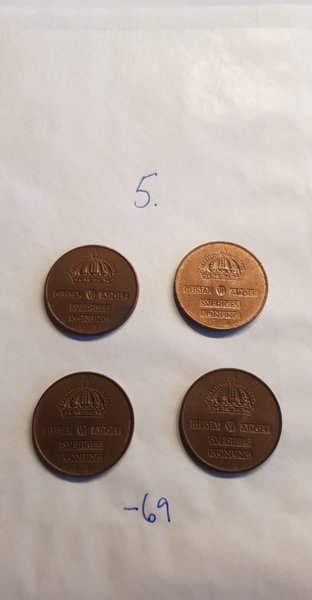 5.
GUSTAF VI ADOLF
SVERIGES
KONUNG
U
GUSTAF VI ADOLF
SVERIGES
KONUNG
U
GUSTAF VI ADOLF
SVERIGES
KONUNG
U
GUSTAF VI ADOLF
SVERIGES
KONUNG
U
-69